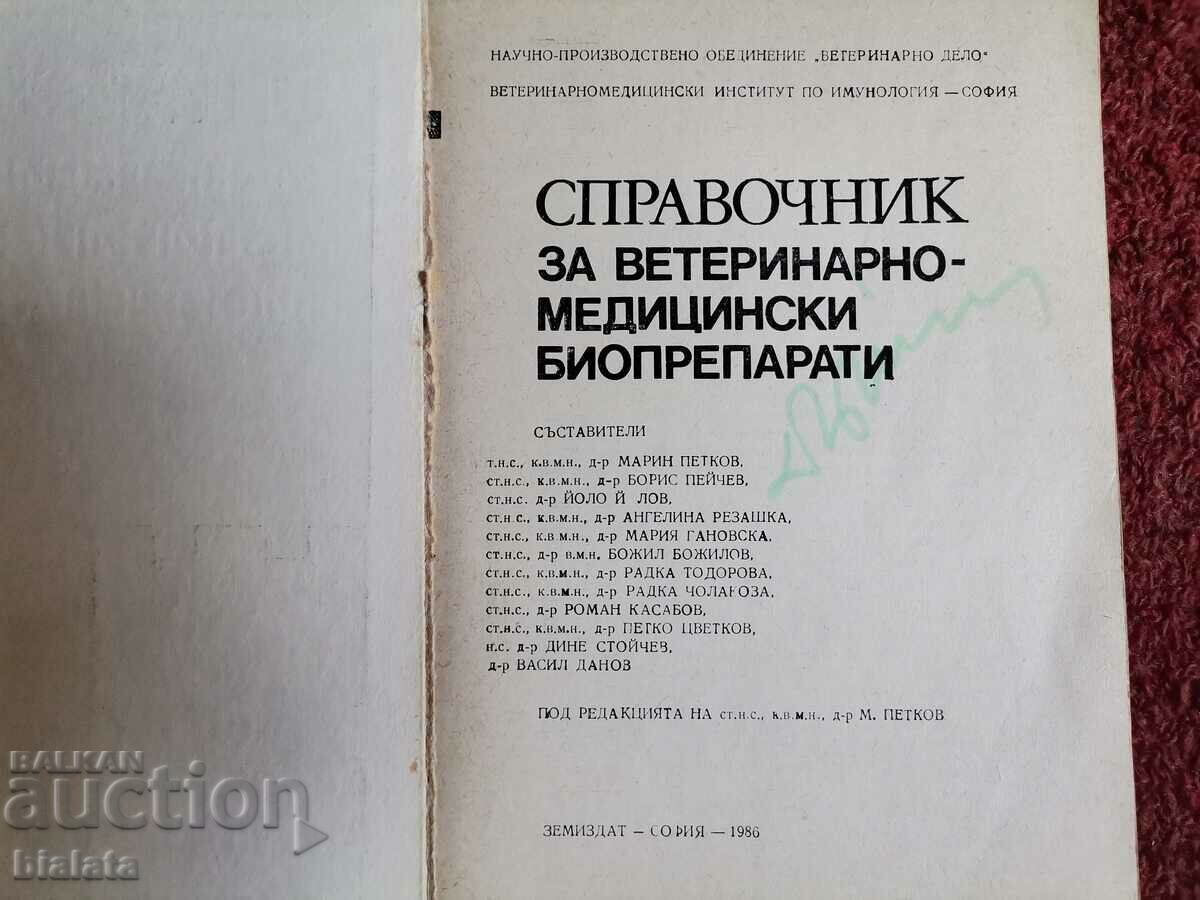 НАУЧНО-ПРОИЗВОДСТВЕНО ОБЕДИНЕНИЕ „ВЕТЕРИНАРНО ДЕЛО“
ВЕТЕРИНАРНОМЕДИЦИНСКИ ИНСТИТУТ ПО ИМУНОЛОГИЯ — СОФИЯ
СПРАВОЧНИК
ЗА ВЕТЕРИНАРНО-
МЕДИЦИНСКИ
БИОПРЕПАРАТИ
СЪСТАВИТЕЛИ
т.н.с., к.в.м.н., д-р МАРИН ПЕТКОВ,
ст.н.с., к.в.м.н., д-р БОРИС ПЕЙЧЕВ,
ст.н.с. д-р ЙОЛО Й ЛОВ,
ст.н.с., к.в.м.н., д-р АНГЕЛИНА РЕЗАШКА,
ст.н.с., к.в.м.н., д-р МАРИЯ ГАНОВСКА,
ст.н.с., д-р в.м.н. БОЖИЛ БОЖИЛОВ,
ст.н.с., к.в.м.н., д-р РАДКА ТОДОРОВА,
ст.н.с., к.в.м.н., д-р РАДКА ЧОЛАКОВА,
ст.н.с., д-р РОМАН КАСАБОВ,
ст.н.с., к.в.м.н., д-р ПЕТКО ЦВЕТКОВ,
н.с. д-р ДИНЕ СТОЙЧЕВ,
д-р ВАСИЛ ДАНОВ
ПОД РЕДАКЦИЯТА НА ст.н.с., к.в.м.н., д-р М. ПЕТКОВ
ЗЕМИЗДАТ — СОФИЯ — 1986
BALKAN
auction
bialata